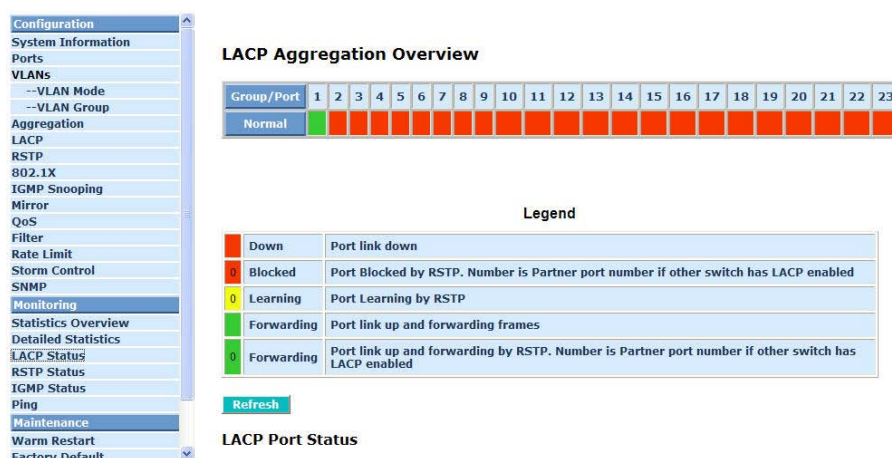 Configuration
System Information
Ports
VLANs
--VLAN Mode
--VLAN Group
Aggregation
LACP
RSTP
802.1X
IGMP Snooping
Mirror
QoS
Filter
Rate Limit
Storm Control
SNMP
Monitoring
Statistics Overview
Detailed Statistics
LACP Status
RSTP Status
IGMP Status
Ping
Maintenance
Warm Restart
Factory Default
LACP Aggregation Overview
Group/Port 1 2 3 4 5 6 7 8 9 10 11 12 13 14 15 16 17 18 19 20 21 22 23
Normal
Legend
Down Port link down
0 Blocked Port Blocked by RSTP. Number is Partner port number if other switch has LACP enabled
0 Learning Port Learning by RSTP
Forwarding Port link up and forwarding frames
0 Forwarding Port link up and forwarding by RSTP. Number is Partner port number if other switch has
LACP enabled
Refresh
LACP Port Status